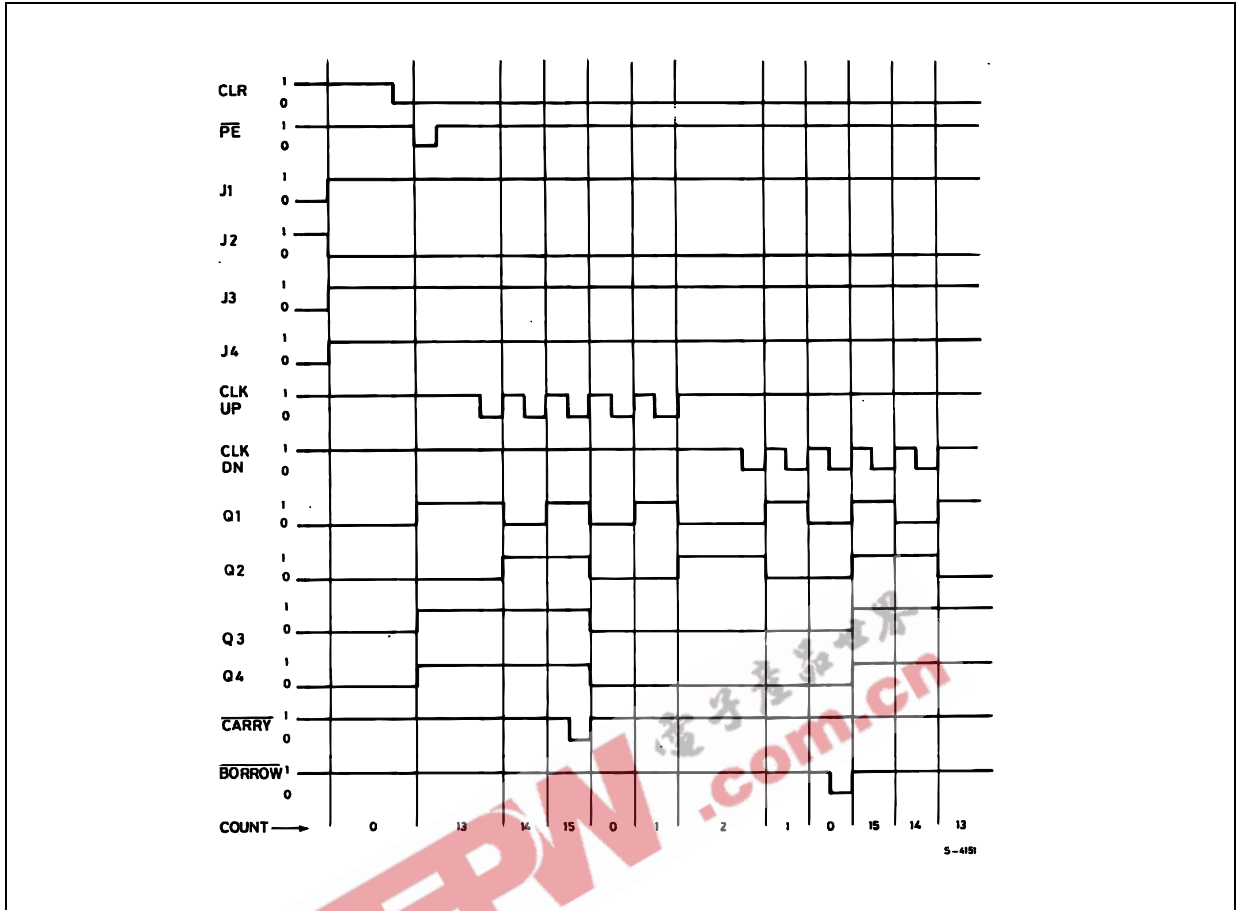 CLR 1
0
PE 1
0
J1 1
0
J2 1
0
J3 1
0
J4 1
0
CLK UP 1
0
CLK DN 1
0
Q1 1
0
Q2 1
0
Q3 1
0
Q4 1
0
CARRY 1
0
BORROW 1
0
COUNT 0 13 14 15 0 1 2 1 0 15 14 13
S-4151
電子產品世界
EEPW.com.cn